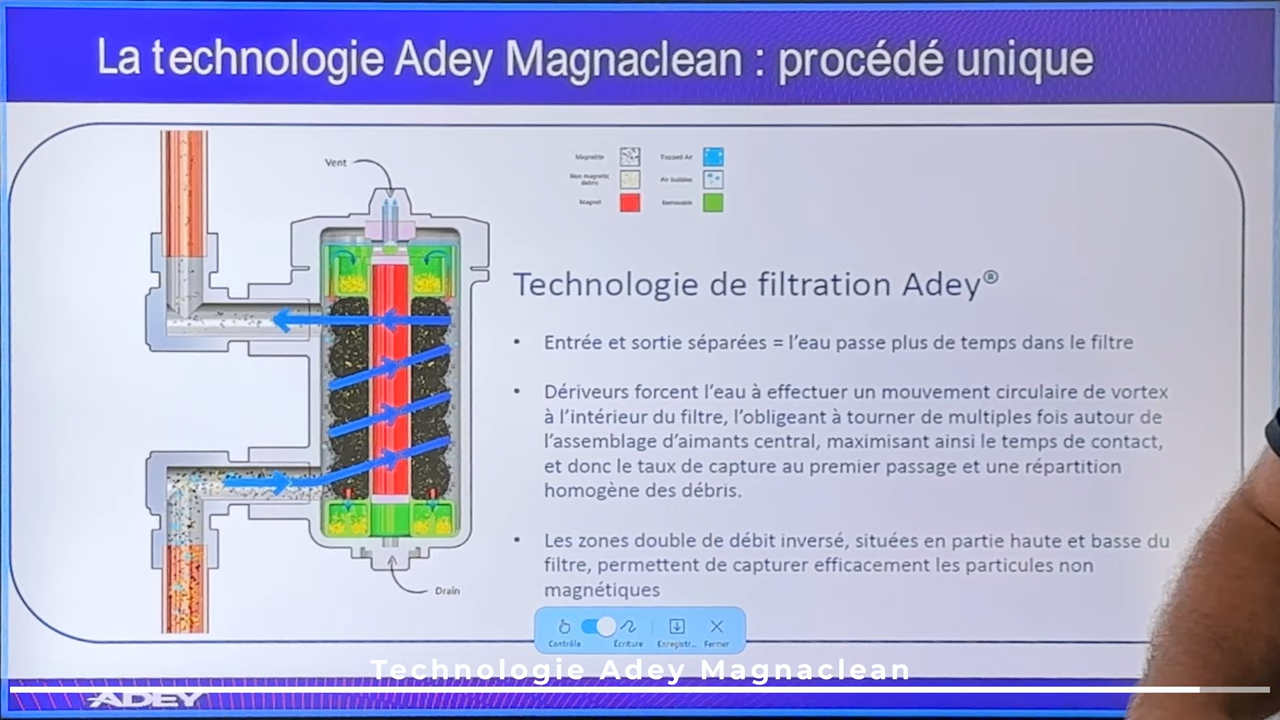 La technologie Adey Magnaclean : procédé unique
Vent
Magnetite
Trapped Air
Non magnetic
debris
Air bubbles
Magnet
Removable
Technologie de filtration Adey®
• Entrée et sortie séparées = l'eau passe plus de temps dans le filtre
• Dériveurs forcent l'eau à effectuer un mouvement circulaire de vortex
à l'intérieur du filtre, l'obligeant à tourner de multiples fois autour de
l'assemblage d'aimants central, maximisant ainsi le temps de contact,
et donc le taux de capture au premier passage et une répartition
homogène des débris.
• Les zones double de débit inversé, situées en partie haute et basse du
filtre, permettent de capturer efficacement les particules non
magnétiques
Drain
Contrôle
Écriture
Enregistr...
Fermer
Technologie Adey Magnaclean
ADEY